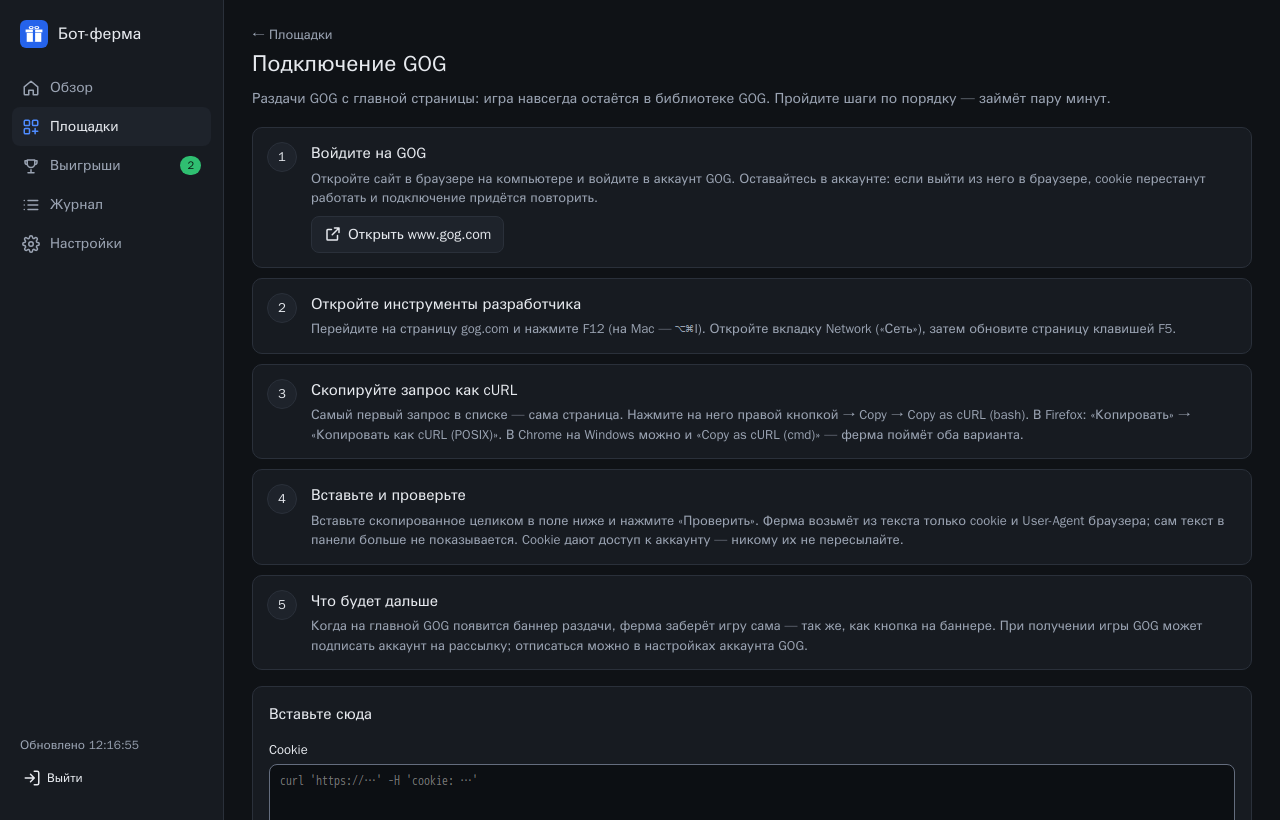 Бот-ферма
Обзор
Площадки
Выигрыши
2
Журнал
Настройки
Обновлено 12:16:55
Выйти
← Площадки
Подключение GOG
Раздачи GOG с главной страницы: игра навсегда остаётся в библиотеке GOG. Пройдите шаги по порядку — займёт пару минут.
1
Войдите на GOG
Откройте сайт в браузере на компьютере и войдите в аккаунт GOG. Оставайтесь в аккаунте: если выйти из него в браузере, cookie перестанут
работать и подключение придётся повторить.
Открыть www.gog.com
2
Откройте инструменты разработчика
Перейдите на страницу gog.com и нажмите F12 (на Mac — ⌥⌘I). Откройте вкладку Network («Сеть»), затем обновите страницу клавишей F5.
3
Скопируйте запрос как cURL
Самый первый запрос в списке — сама страница. Нажмите на него правой кнопкой → Copy → Copy as cURL (bash). В Firefox: «Копировать» →
«Копировать как cURL (POSIX)». В Chrome на Windows можно и «Copy as cURL (cmd)» — ферма поймёт оба варианта.
4
Вставьте и проверьте
Вставьте скопированное целиком в поле ниже и нажмите «Проверить». Ферма возьмёт из текста только cookie и User-Agent браузера; сам текст в
панели больше не показывается. Cookie дают доступ к аккаунту — никому их не пересылайте.
5
Что будет дальше
Когда на главной GOG появится баннер раздачи, ферма заберёт игру сама — так же, как кнопка на баннере. При получении игры GOG может
подписать аккаунт на рассылку; отписаться можно в настройках аккаунта GOG.
Вставьте сюда
Cookie
curl 'https://…' -H 'cookie: …'